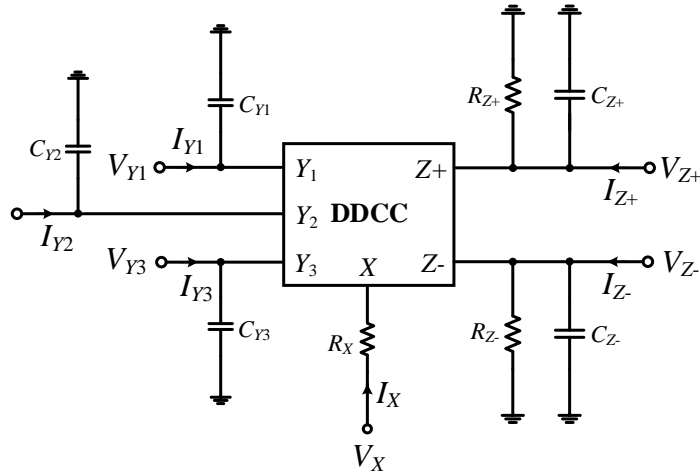 C_{Y1}
R_{Z+}
C_{Z+}
C_{Y2}
V_{Y1}
I_{Y1}
Y_1
Z+
V_{Z+}
I_{Z+}
I_{Y2}
Y_2
DDCC
V_{Y3}
I_{Y3}
Y_3
X
Z-
V_{Z-}
I_{Z-}
C_{Y3}
R_X
R_{Z-}
C_{Z-}
I_X
V_X